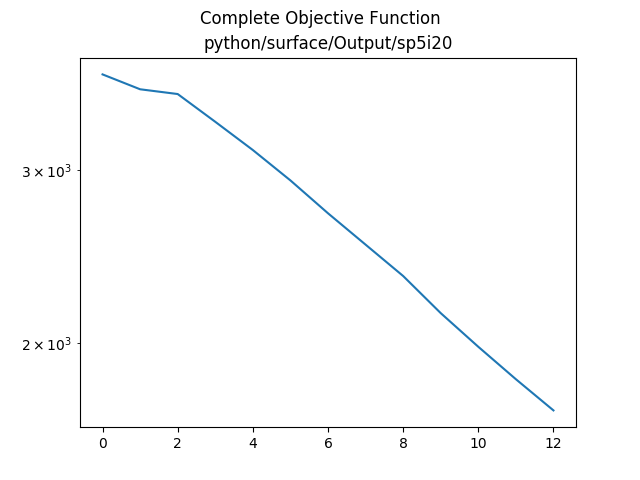 Complete Objective Function
python/surface/Output/sp5i20
3 × 10³
2 × 10³
0 2 4 6 8 10 12